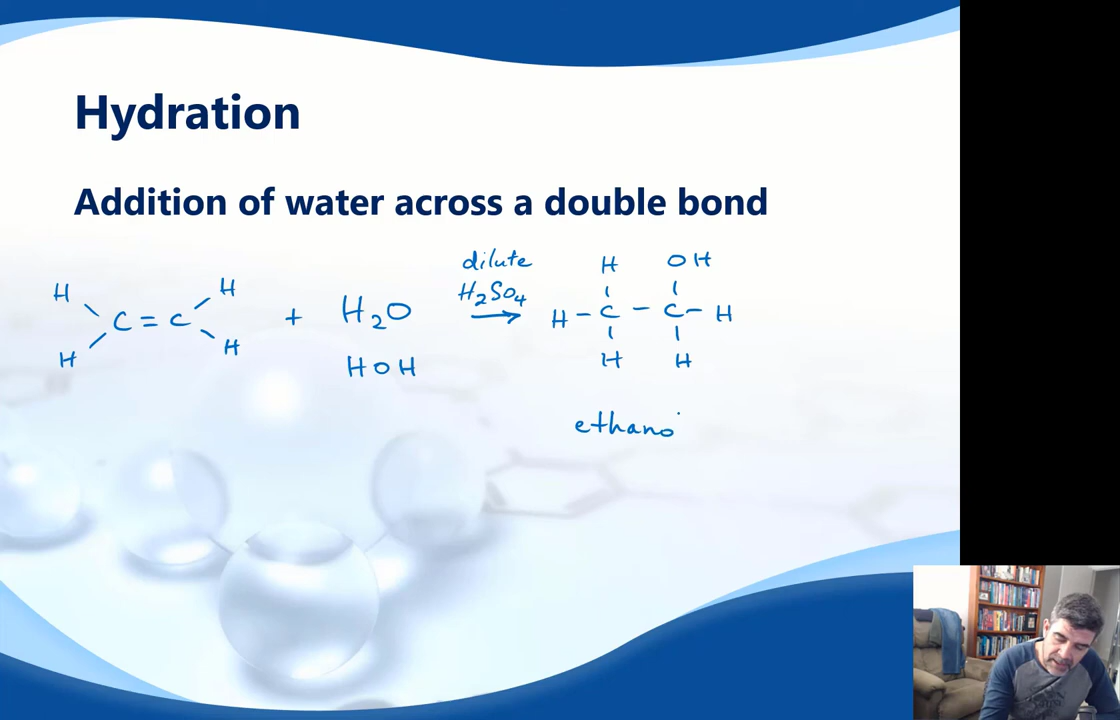 Hydration
Addition of water across a double bond
H H C = C H H + H₂O dilute H₂SO₄ → H OH H – C – C – H H H
HOH
ethano